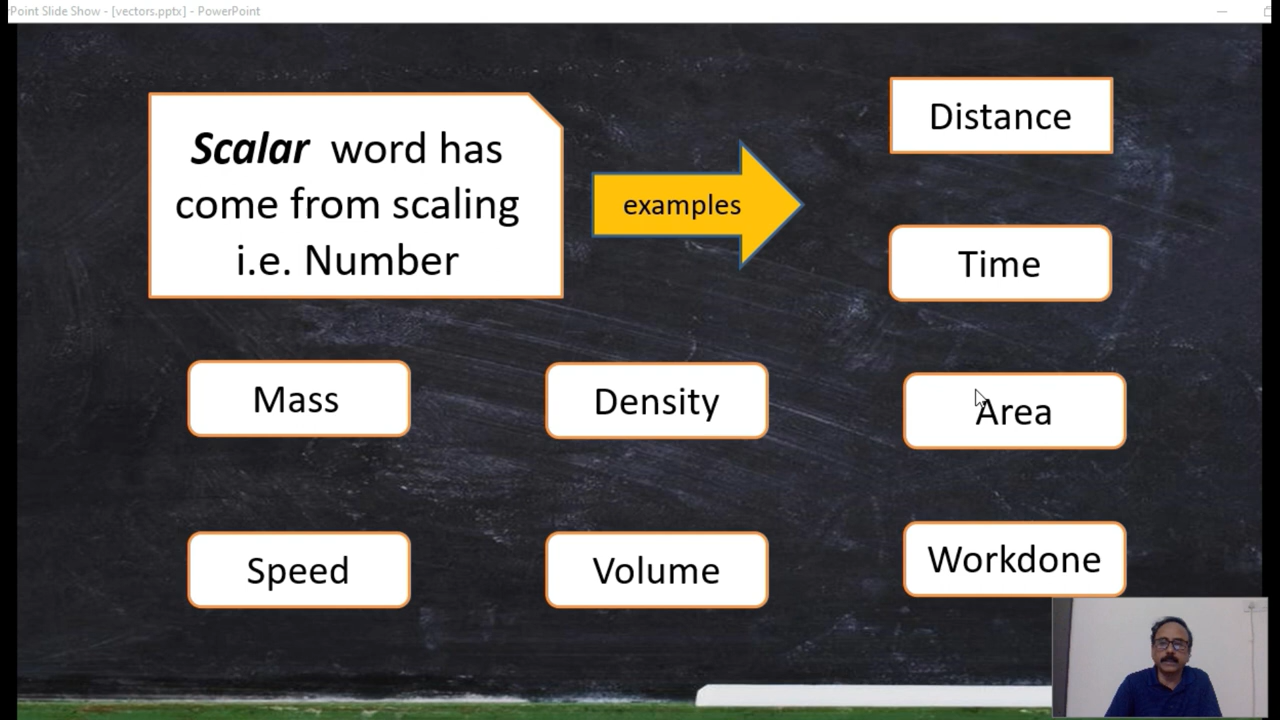 Point Slide Show - [vectors.pptx] - PowerPoint
Scalar word has
come from scaling
i.e. Number
examples
Distance
Time
Mass
Density
Area
Speed
Volume
Workdone